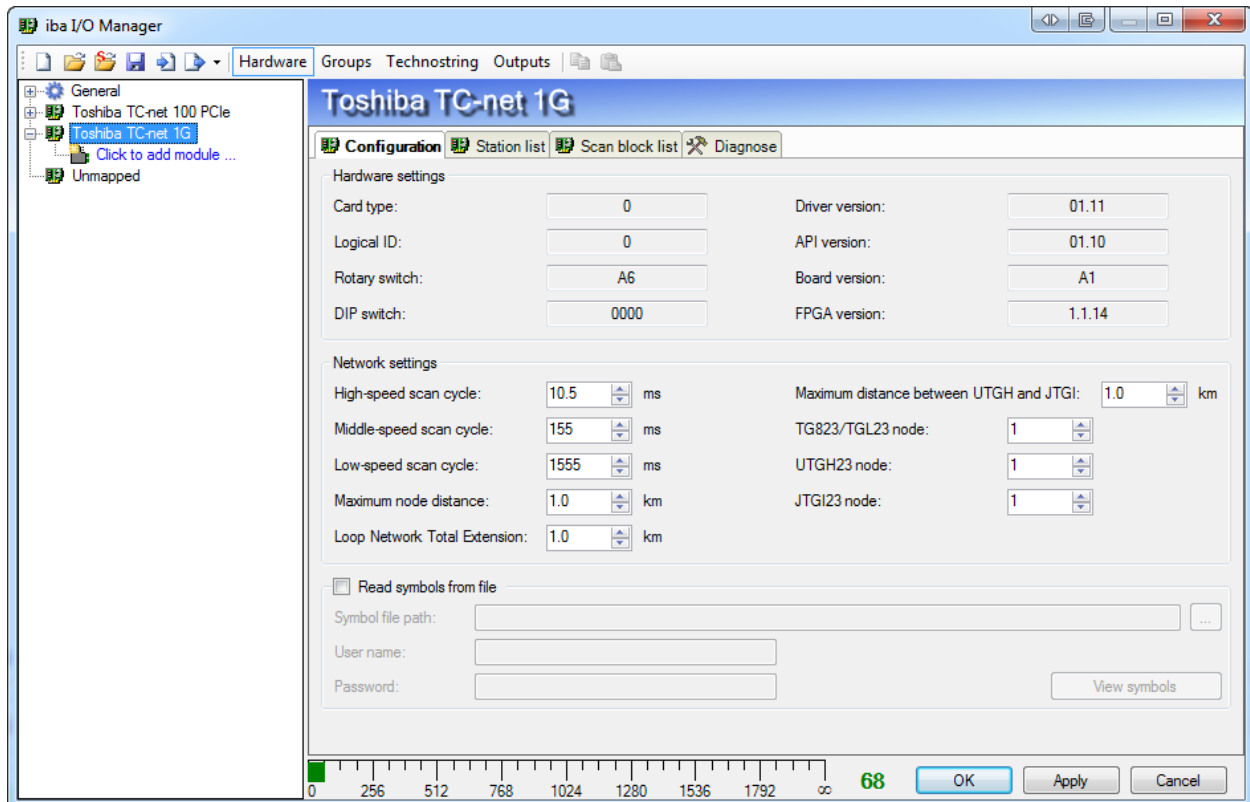 iba I/O Manager
Hardware Groups Technostring Outputs
General
Toshiba TC-net 100 PCIe
Toshiba TC-net 1G
Click to add module ...
Unmapped
Toshiba TC-net 1G
Configuration Station list Scan block list Diagnose
Hardware settings
Card type: 0 Driver version: 01.11
Logical ID: 0 API version: 01.10
Rotary switch: A6 Board version: A1
DIP switch: 0000 FPGA version: 1.1.14
Network settings
High-speed scan cycle: 10.5 ms Maximum distance between UTGH and JTGI: 1.0 km
Middle-speed scan cycle: 155 ms TG823/TGL23 node: 1
Low-speed scan cycle: 1555 ms UTGH23 node: 1
Maximum node distance: 1.0 km JTGI23 node: 1
Loop Network Total Extension: 1.0 km
Read symbols from file
Symbol file path: ...
User name:
Password: View symbols
0 256 512 768 1024 1280 1536 1792 ∞ 68 OK Apply Cancel